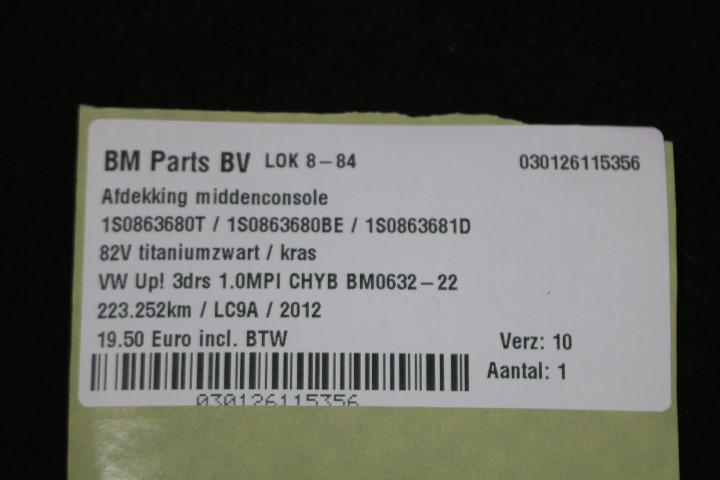 BM Parts BV LOK 8-84 030126115356
Afdekking middenconsole
1S0863680T / 1S0863680BE / 1S0863681D
82V titaniumzwart / kras
VW Up! 3drs 1.0MPI CHYB BM0632-22
223.252km / LC9A / 2012
19.50 Euro incl. BTW Verz: 10
Aantal: 1
030126115356